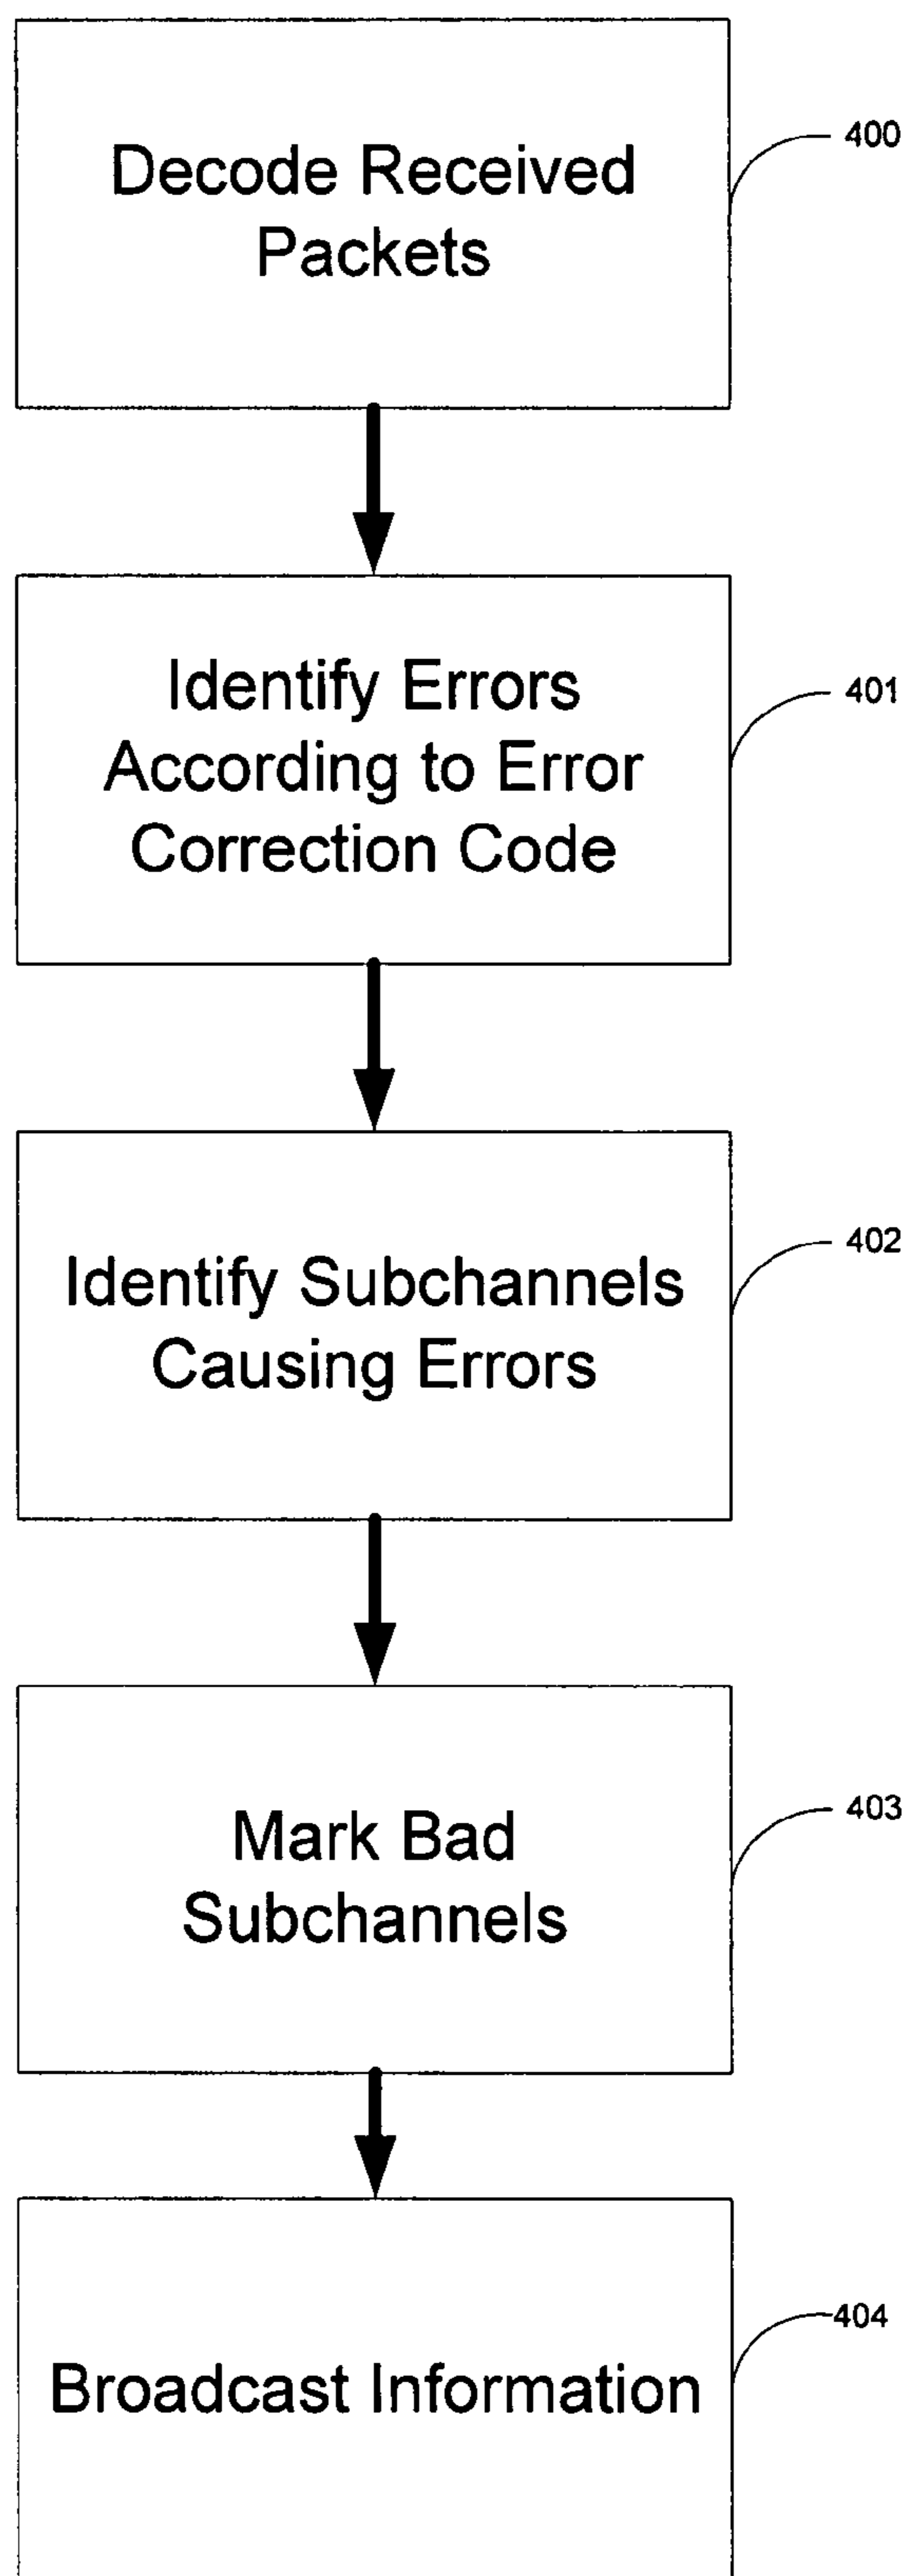 Decode Received
Packets
400
Identify Errors
According to Error
Correction Code
401
Identify Subchannels
Causing Errors
402
Mark Bad
Subchannels
403
Broadcast Information
404